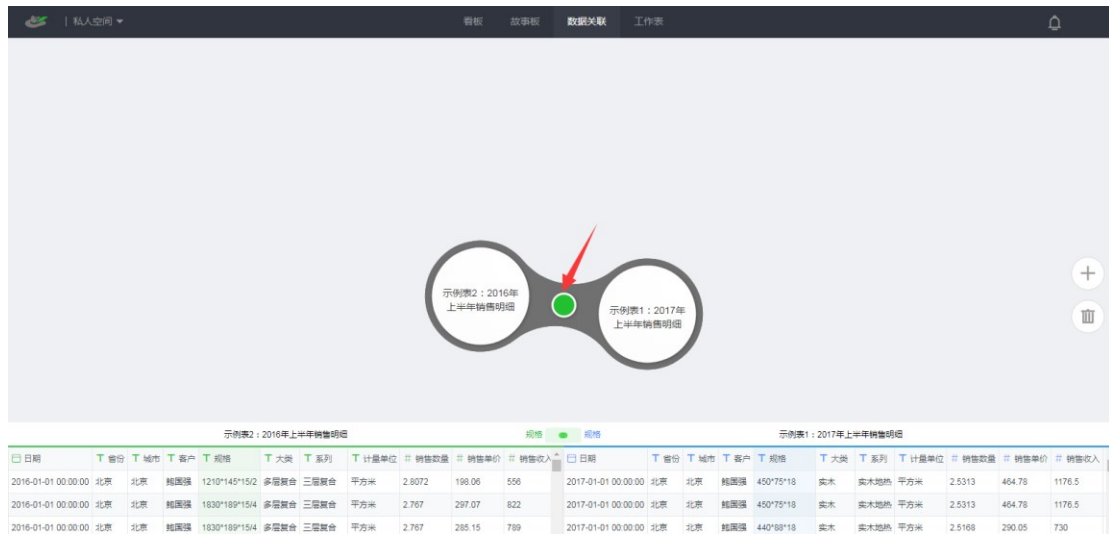 私人空间
看板 故事板 数据关联 工作表
示例表2：2016年
上半年销售明细
示例表1：2017年
上半年销售明细
示例表2：2016年上半年销售明细 规格 规格 示例表1：2017年上半年销售明细
日期 T 省份 T 城市 T 客户 T 规格 T 大类 T 系列 T 计量单位 # 销售数量 # 销售单价 # 销售收入 日期 T 省份 T 城市 T 客户 T 规格 T 大类 T 系列 T 计量单位 # 销售数量 # 销售单价 # 销售收入
2016-01-01 00:00:00 北京 北京 鲍国强 1210*145*15/2 多层复合 三层复合 平方米 2.8072 198.06 556 2017-01-01 00:00:00 北京 北京 鲍国强 450*75*18 实木 实木地热 平方米 2.5313 464.78 1176.5
2016-01-01 00:00:00 北京 北京 鲍国强 1830*189*15/4 多层复合 三层复合 平方米 2.767 297.07 822 2017-01-01 00:00:00 北京 北京 鲍国强 450*75*18 实木 实木地热 平方米 2.5313 464.78 1176.5
2016-01-01 00:00:00 北京 北京 鲍国强 1830*189*15/4 多层复合 三层复合 平方米 2.767 285.15 789 2017-01-01 00:00:00 北京 北京 鲍国强 440*88*18 实木 实木地热 平方米 2.5168 290.05 730